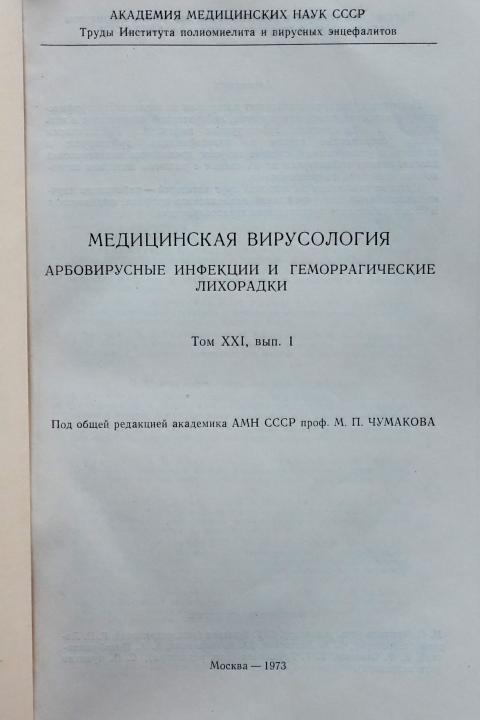 АКАДЕМИЯ МЕДИЦИНСКИХ НАУК СССР
Труды Института полиомиелита и вирусных энцефалитов
МЕДИЦИНСКАЯ ВИРУСОЛОГИЯ
АРБОВИРУСНЫЕ ИНФЕКЦИИ И ГЕМОРРАГИЧЕСКИЕ
ЛИХОРАДКИ
Том XXI, вып. 1
Под общей редакцией академика АМН СССР проф. М. П. ЧУМАКОВА
Москва — 1973